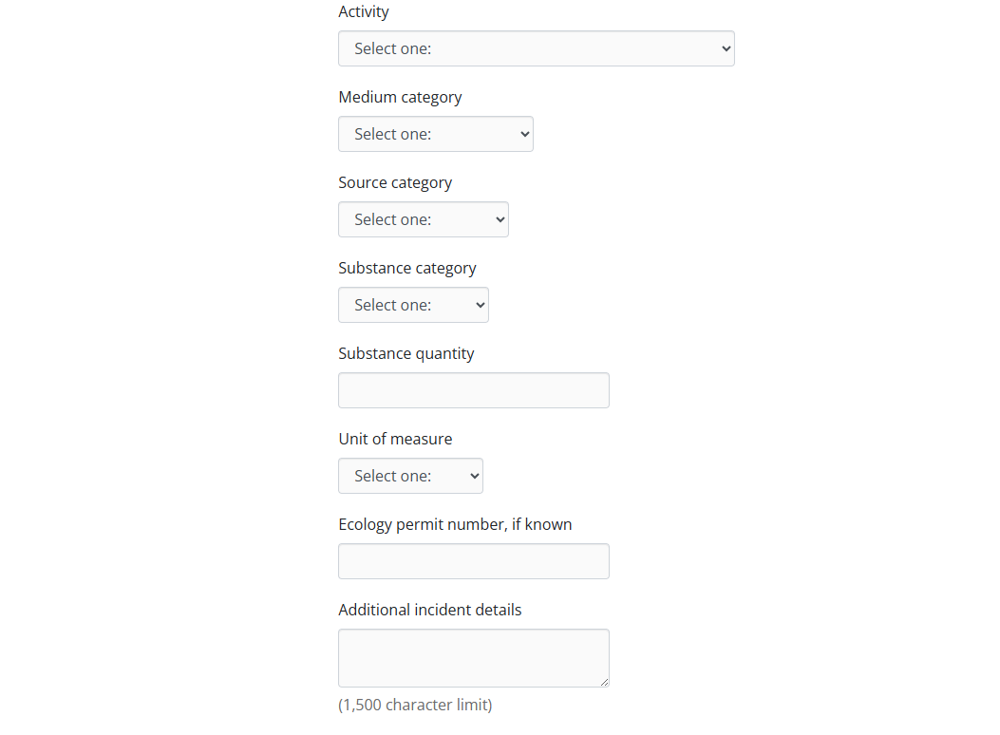 Activity
Select one:
Medium category
Select one:
Source category
Select one:
Substance category
Select one:
Substance quantity
Unit of measure
Select one:
Ecology permit number, if known
Additional incident details
(1,500 character limit)